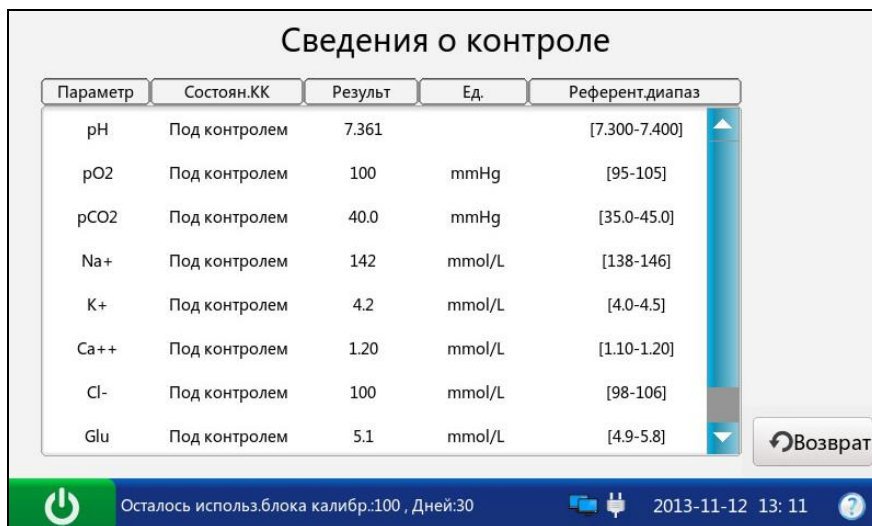 Сведения о контроле
Параметр Состоян.КК Результ Ед. Референт.диапаз
pH Под контролем 7.361 [7.300-7.400]
pO2 Под контролем 100 mmHg [95-105]
pCO2 Под контролем 40.0 mmHg [35.0-45.0]
Na+ Под контролем 142 mmol/L [138-146]
K+ Под контролем 4.2 mmol/L [4.0-4.5]
Ca++ Под контролем 1.20 mmol/L [1.10-1.20]
Cl- Под контролем 100 mmol/L [98-106]
Glu Под контролем 5.1 mmol/L [4.9-5.8]
Возврат
Осталось использ.блока калибр.:100 , Дней:30 2013-11-12 13: 11 ?